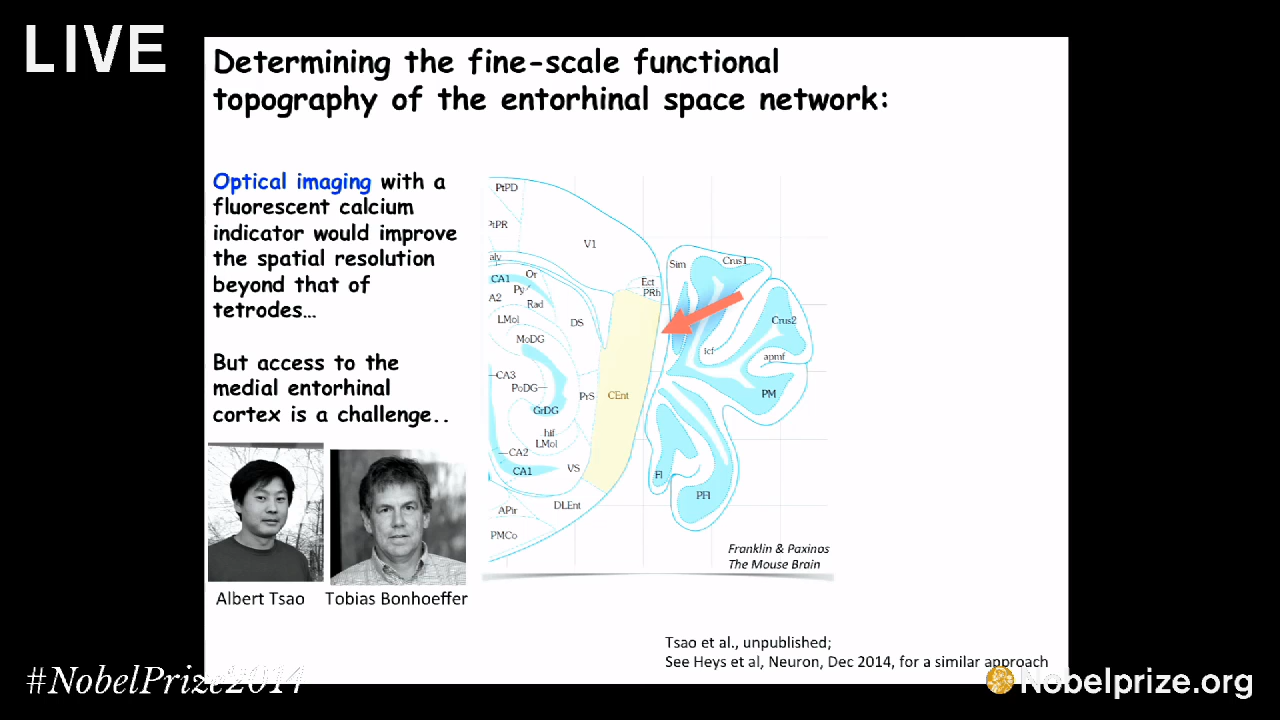 LIVE
Determining the fine-scale functional
topography of the entorhinal space network:
Optical imaging with a
fluorescent calcium
indicator would improve
the spatial resolution
beyond that of
tetrodes...
But access to the
medial entorhinal
cortex is a challenge..
PtPD
PtPR
V1
aly
CA1
Or
Py
A2
Rad
LMol
DS
MoDG
CA3
PoDG
PrS
CEnt
GrDG
hif
LMol
CA2
CA1
VS
APir
DLEnt
PMCo
Ect
PRh
Sim
Crus1
Crus2
icf
apmf
PM
Fl
PFl
Franklin & Paxinos
The Mouse Brain
Albert Tsao
Tobias Bonhoeffer
Tsao et al., unpublished;
See Heys et al, Neuron, Dec 2014, for a similar approach
#NobelPrize2014
Nobelprize.org